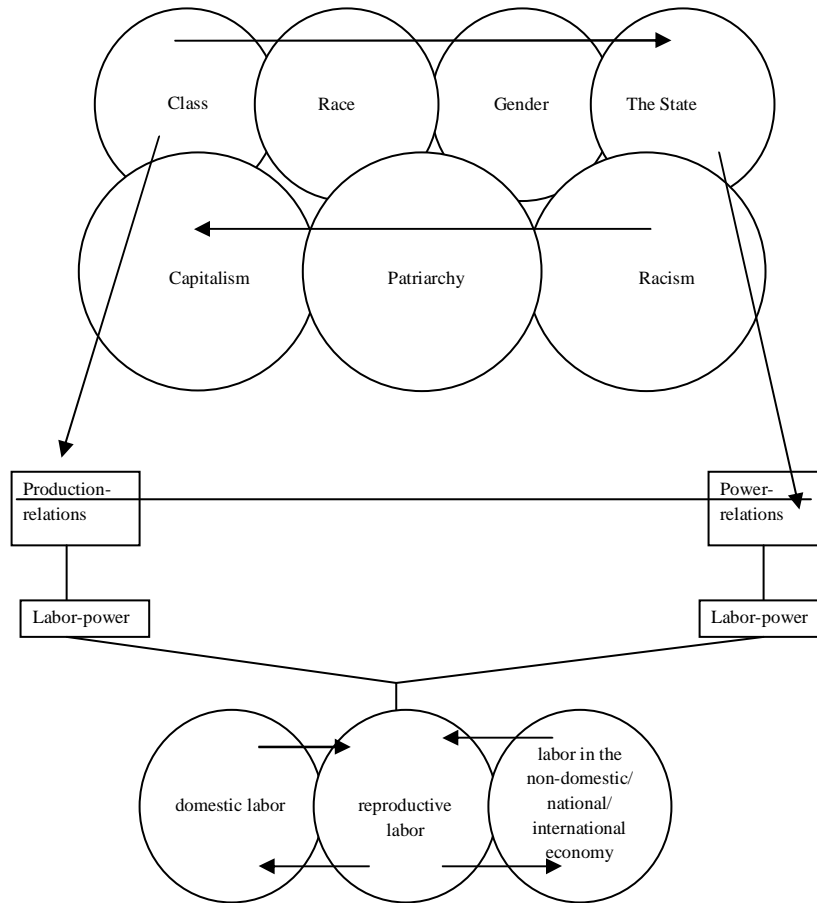 Class
Race
Gender
The State
Capitalism
Patriarchy
Racism
Production-
relations
Power-
relations
Labor-power
Labor-power
domestic labor
reproductive
labor
labor in the
non-domestic/
national/
international
economy